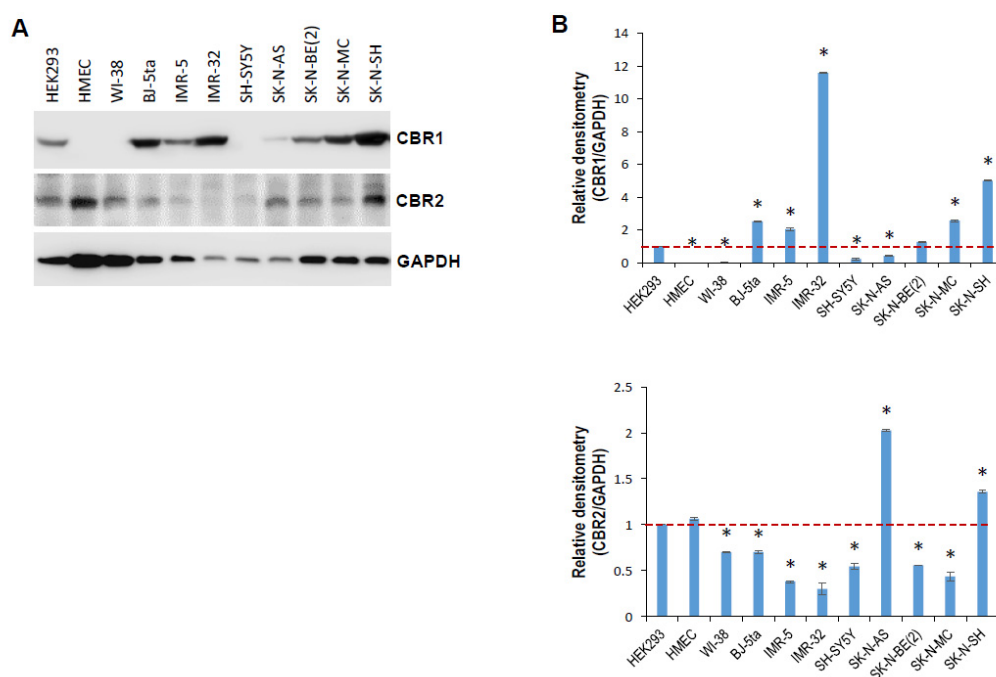 A
HEK293
HMEC
WI-38
BJ-5ta
IMR-5
IMR-32
SH-SY5Y
SK-N-AS
SK-N-BE(2)
SK-N-MC
SK-N-SH
CBR1
CBR2
GAPDH
B
Relative densitometry
(CBR1/GAPDH)
14
12
10
8
6
4
2
0
*
*
*
*
*
*
*
*
*
HEK293
HMEC
WI-38
BJ-5ta
IMR-5
IMR-32
SH-SY5Y
SK-N-AS
SK-N-BE(2)
SK-N-MC
SK-N-SH
Relative densitometry
(CBR2/GAPDH)
2.5
2
1.5
1
0.5
0
*
*
*
*
*
*
*
*
*
HEK293
HMEC
WI-38
BJ-5ta
IMR-5
IMR-32
SH-SY5Y
SK-N-AS
SK-N-BE(2)
SK-N-MC
SK-N-SH